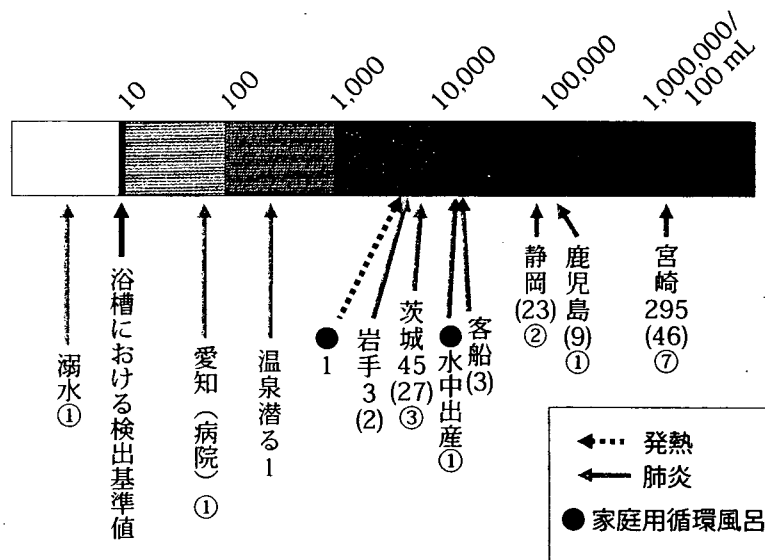 10
100
1,000
10,000
100,000
1,000,000/
100 mL
溺水①
浴槽における検出基準値
愛知（病院）①
温泉潜る1
●
1
岩手3
(2)
茨城45
(27)
③
●水中出産①
客船(3)
静岡
(23)
②
鹿児島
(9)
①
宮崎
295
(46)
⑦
発熱
肺炎
●家庭用循環風呂